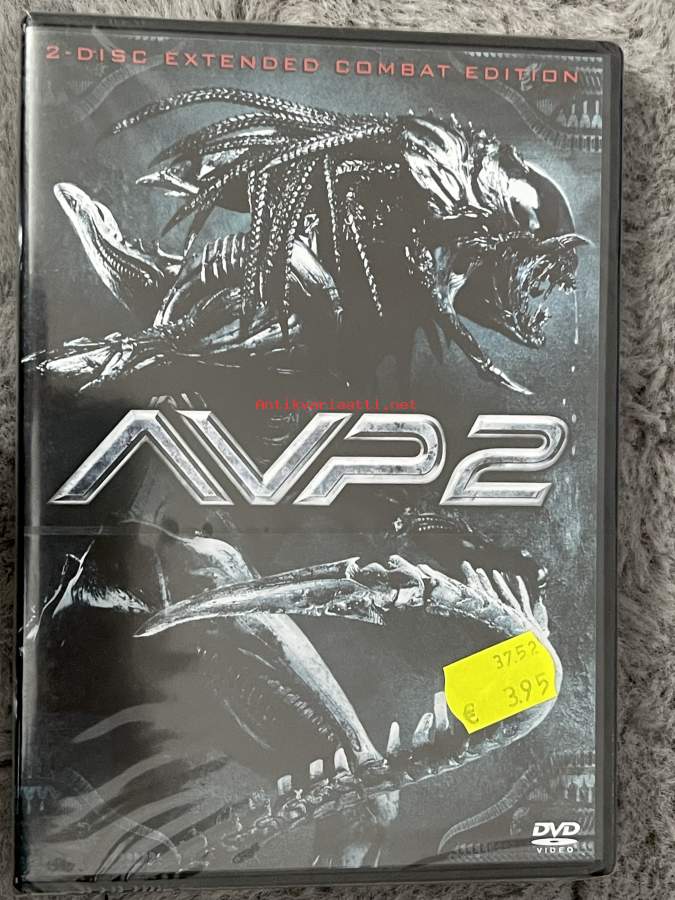 2-DISC EXTENDED COMBAT EDITION
Antikvariaatti.net
AVP2
37.52
€ 3.95
DVD
VIDEO